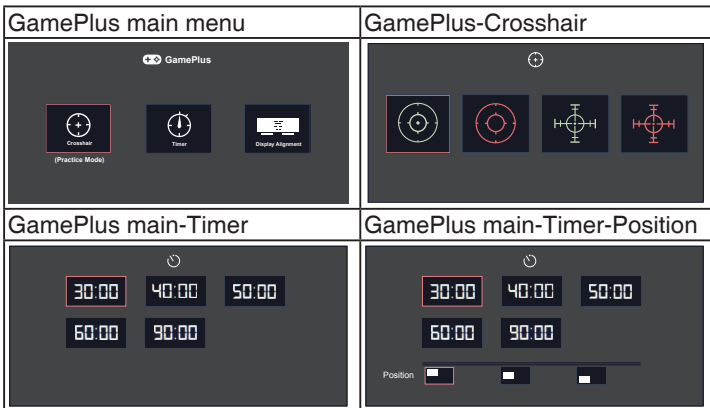 GamePlus main menu
GamePlus-Crosshair
GamePlus
Crosshair
Timer
Display Alignment
(Practice Mode)
GamePlus main-Timer
GamePlus main-Timer-Position
30:00 40:00 50:00
60:00 90:00
30:00 40:00 50:00
60:00 90:00
Position